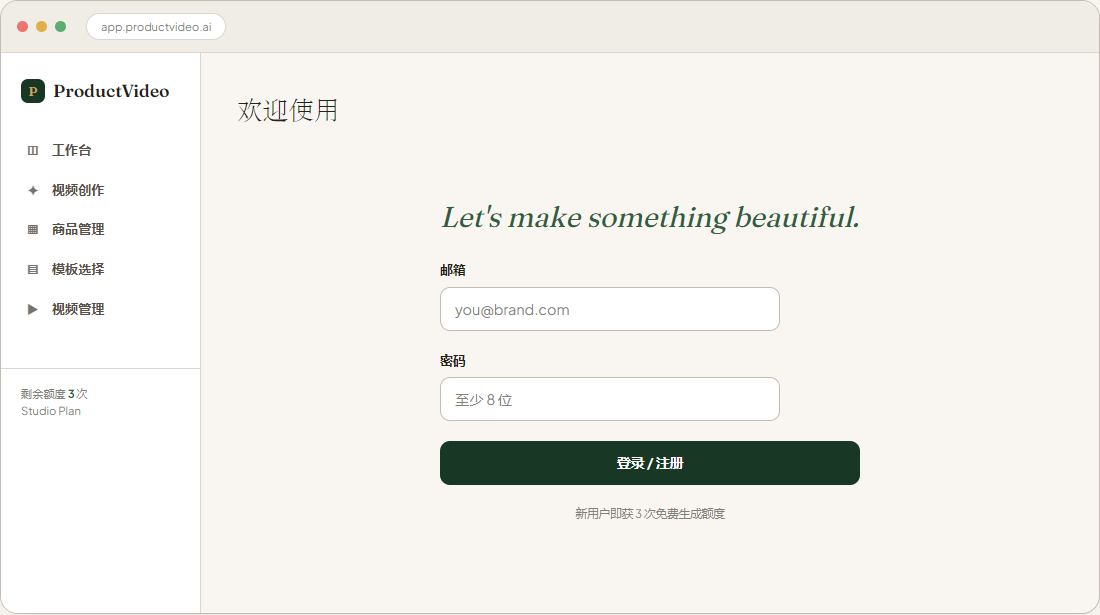 app.productvideo.ai
P
ProductVideo
工作台
视频创作
商品管理
模板选择
视频管理
剩余额度 3 次
Studio Plan
欢迎使用
Let's make something beautiful.
邮箱
you@brand.com
密码
至少 8 位
登录 / 注册
新用户即获 3 次免费生成额度